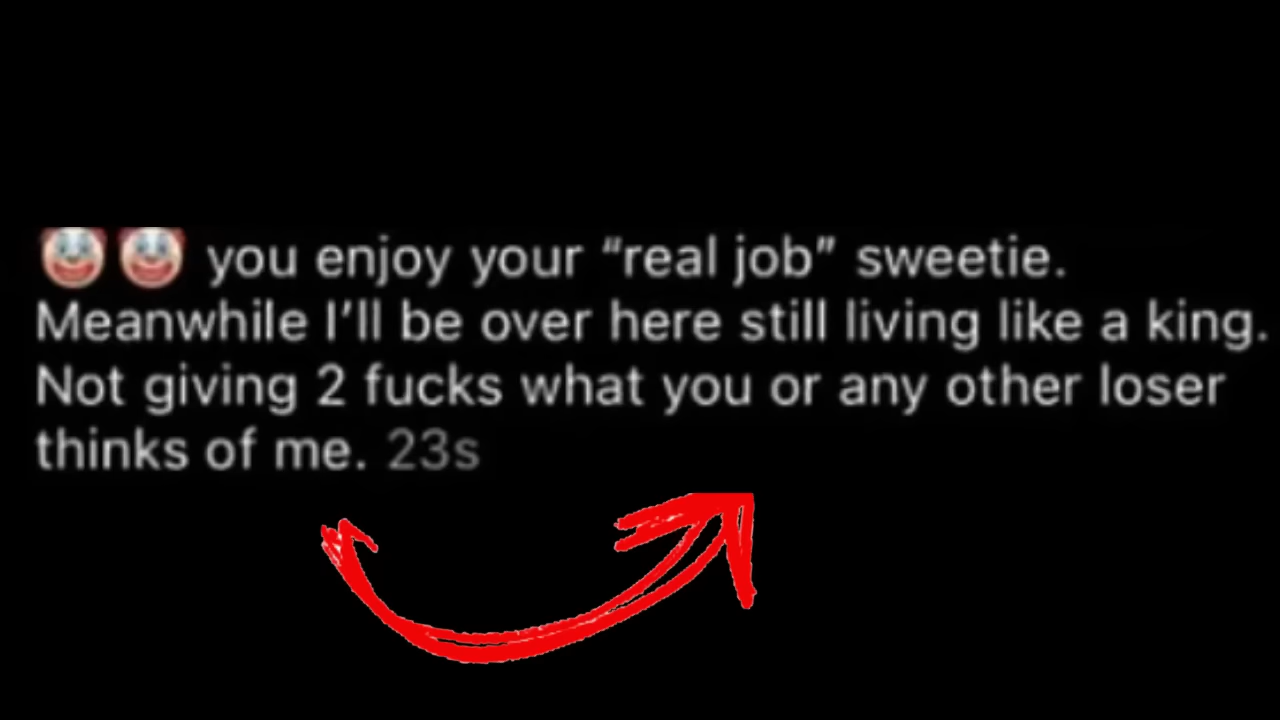 🤡🤡 you enjoy your “real job” sweetie.
Meanwhile I’ll be over here still living like a king.
Not giving 2 fucks what you or any other loser
thinks of me. 23s